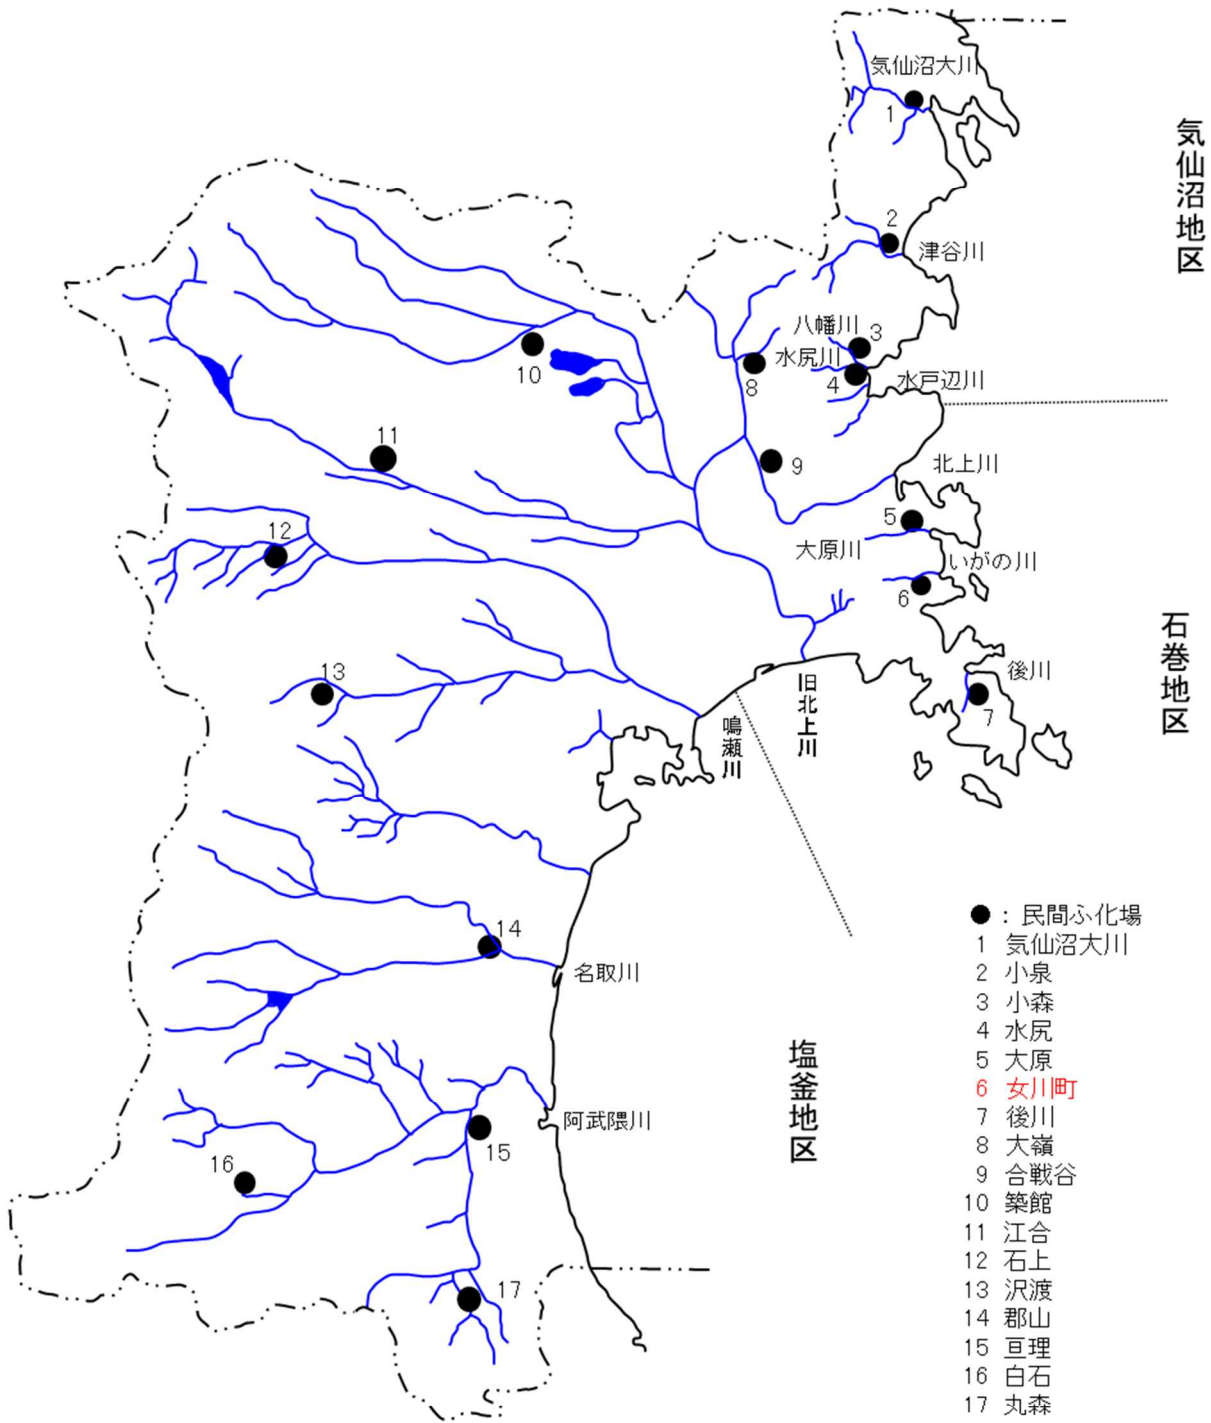 気仙沼大川
1
気仙沼地区
2
津谷川
八幡川
3
水尻川
4
水戸辺川
8
10
11
9
北上川
5
大原川
いがの川
6
12
石巻地区
13
後川
7
旧北上川
鳴瀬川
14
名取川
塩釜地区
阿武隈川
15
16
17
●：民間ふ化場
1 気仙沼大川
2 小泉
3 小森
4 水尻
5 大原
6 女川町
7 後川
8 大嶺
9 合戦谷
10 築館
11 江合
12 石上
13 沢渡
14 郡山
15 亘理
16 白石
17 丸森